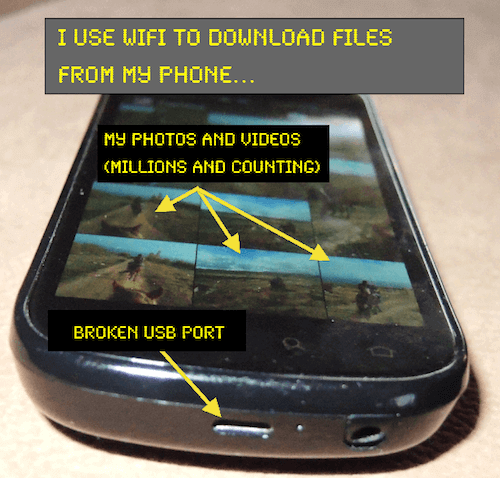 I USE WIFI TO DOWNLOAD FILES
FROM MY PHONE...
MY PHOTOS AND VIDEOS
(MILLIONS AND COUNTING)
BROKEN USB PORT